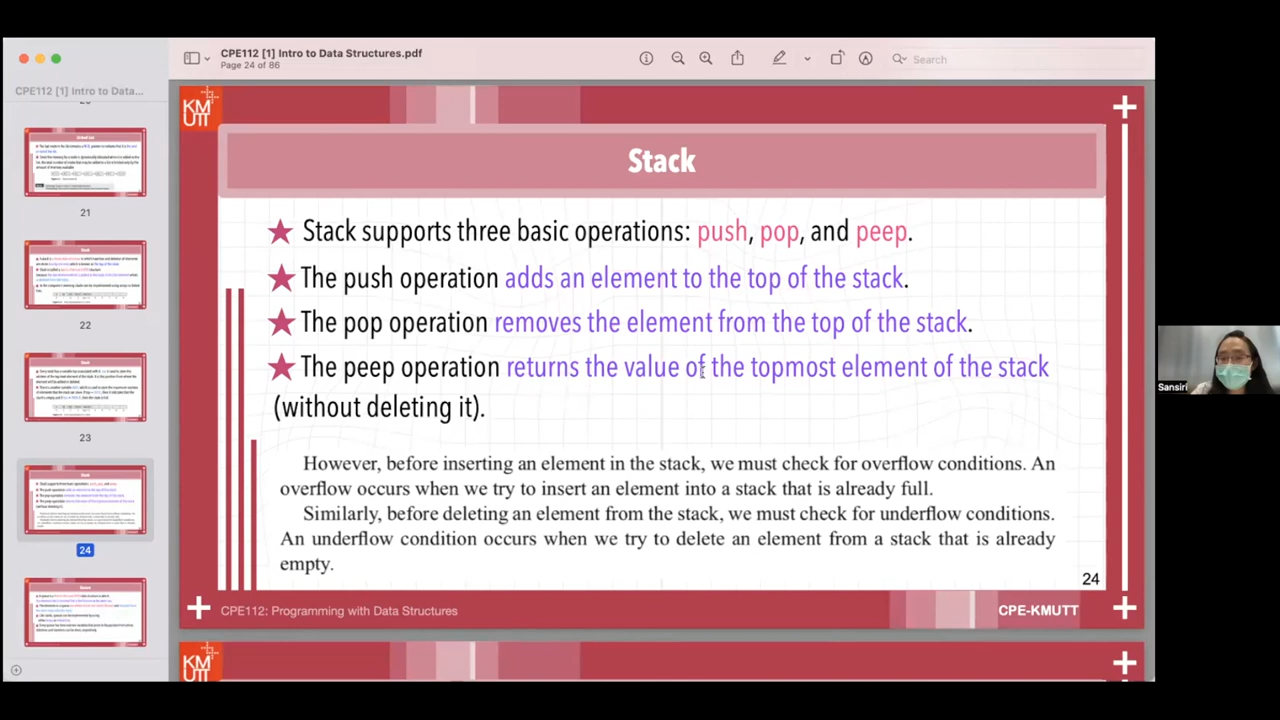 CPE112 [1] Intro to Data Structures.pdf
Page 24 of 86
Search
CPE112 [1] Intro to Data...
21
22
23
24
KM
UTT
Stack
★ Stack supports three basic operations: push, pop, and peep.
★ The push operation adds an element to the top of the stack.
★ The pop operation removes the element from the top of the stack.
★ The peep operation returns the value of the topmost element of the stack
(without deleting it).
However, before inserting an element in the stack, we must check for overflow conditions. An
overflow occurs when we try to insert an element into a stack that is already full.
Similarly, before deleting an element from the stack, we must check for underflow conditions.
An underflow condition occurs when we try to delete an element from a stack that is already
empty.
24
CPE112: Programming with Data Structures
CPE-KMUTT
KM
UTT
Sansiri